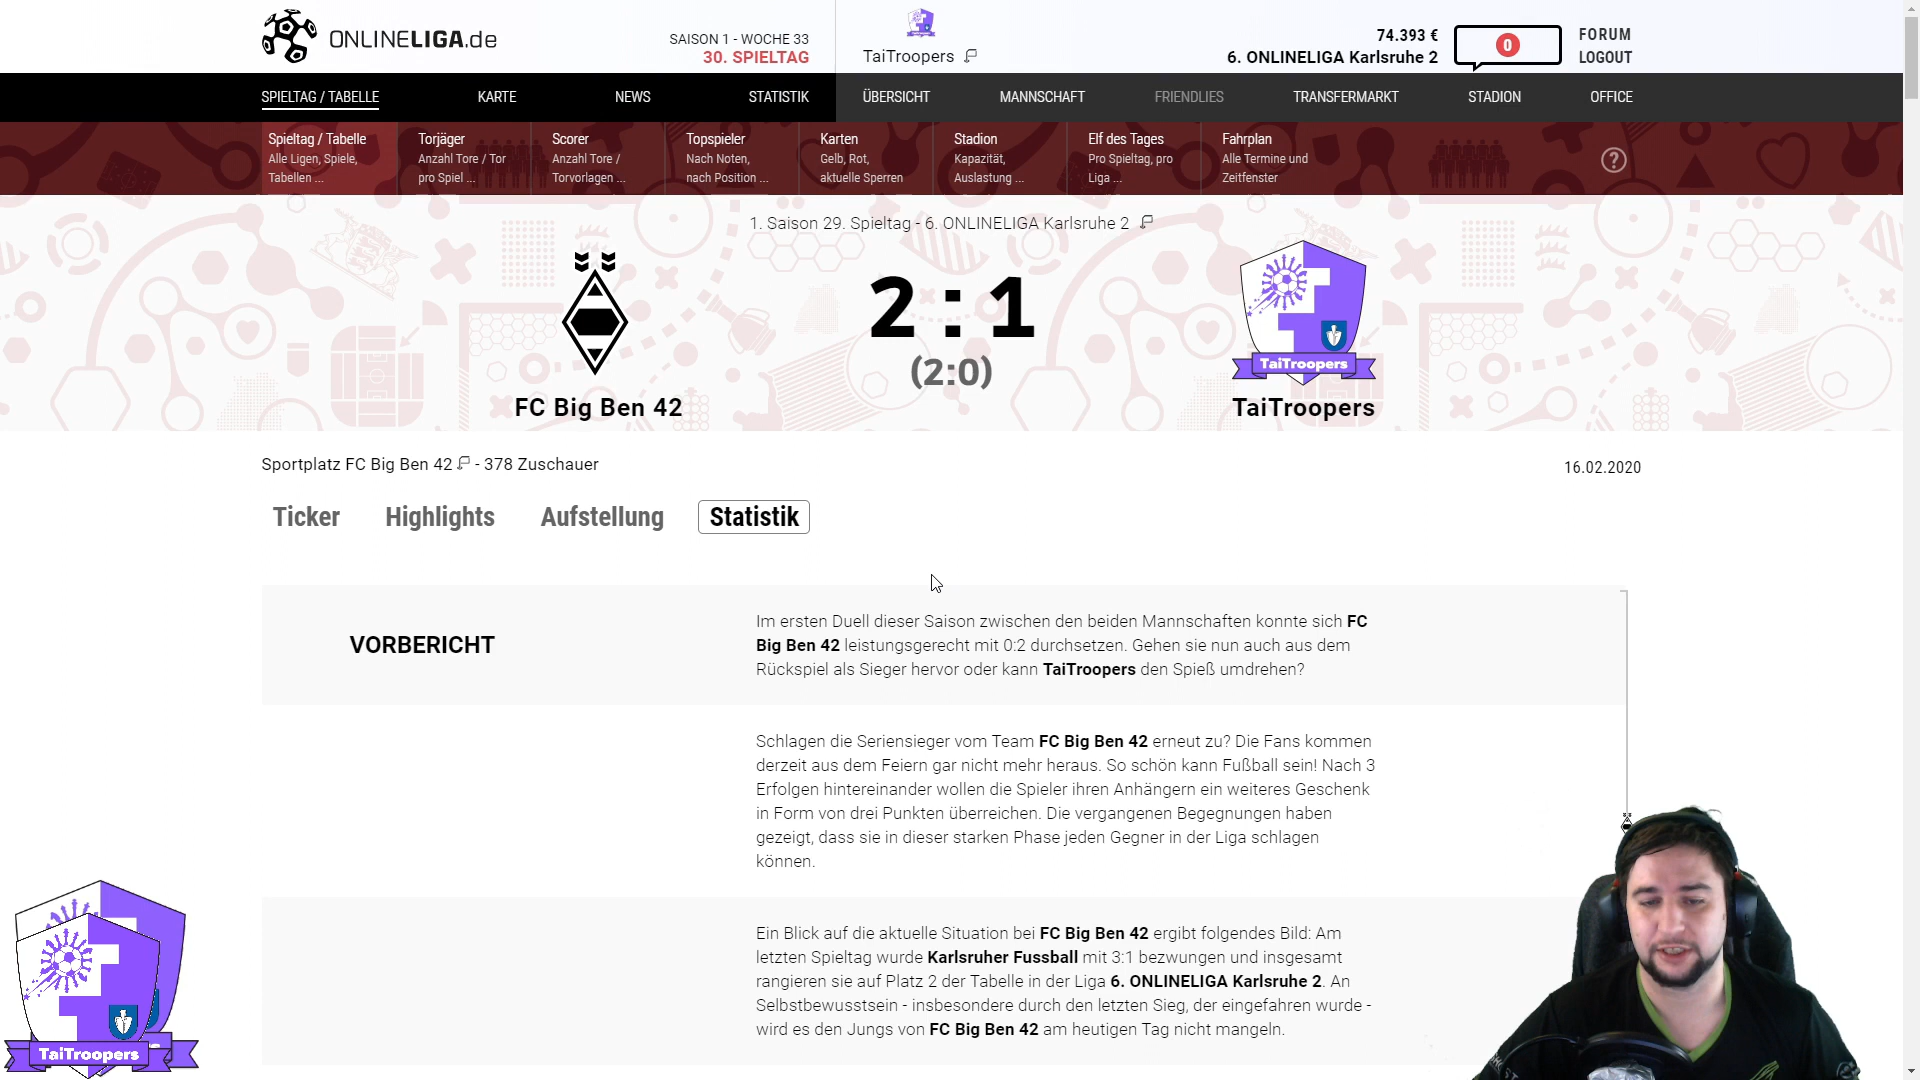 ONLINELIGA.de
SAISON 1 - WOCHE 33
30. SPIELTAG
TaiTroopers
74.393 €
6. ONLINELIGA Karlsruhe 2
0
FORUM
LOGOUT
SPIELTAG / TABELLE
KARTE
NEWS
STATISTIK
ÜBERSICHT
MANNSCHAFT
FRIENDLIES
TRANSFERMARKT
STADION
OFFICE
Spieltag / Tabelle
Alle Ligen, Spiele,
Tabellen ...
Torjäger
Anzahl Tore / Tor
pro Spiel ...
Scorer
Anzahl Tore /
Torvorlagen ...
Topspieler
Nach Noten,
nach Position ...
Karten
Gelb, Rot,
aktuelle Sperren
Stadion
Kapazität,
Auslastung ...
Elf des Tages
Pro Spieltag, pro
Liga ...
Fahrplan
Alle Termine und
Zeitfenster
?
1. Saison 29. Spieltag - 6. ONLINELIGA Karlsruhe 2
2 : 1
(2:0)
FC Big Ben 42
TaiTroopers
TaiTroopers
Sportplatz FC Big Ben 42 - 378 Zuschauer
16.02.2020
Ticker
Highlights
Aufstellung
Statistik
VORBERICHT
Im ersten Duell dieser Saison zwischen den beiden Mannschaften konnte sich FC
Big Ben 42 leistungsgerecht mit 0:2 durchsetzen. Gehen sie nun auch aus dem
Rückspiel als Sieger hervor oder kann TaiTroopers den Spieß umdrehen?
Schlagen die Seriensieger vom Team FC Big Ben 42 erneut zu? Die Fans kommen
derzeit aus dem Feiern gar nicht mehr heraus. So schön kann Fußball sein! Nach 3
Erfolgen hintereinander wollen die Spieler ihren Anhängern ein weiteres Geschenk
in Form von drei Punkten überreichen. Die vergangenen Begegnungen haben
gezeigt, dass sie in dieser starken Phase jeden Gegner in der Liga schlagen
können.
Ein Blick auf die aktuelle Situation bei FC Big Ben 42 ergibt folgendes Bild: Am
letzten Spieltag wurde Karlsruher Fussball mit 3:1 bezwungen und insgesamt
rangieren sie auf Platz 2 der Tabelle in der Liga 6. ONLINELIGA Karlsruhe 2. An
Selbstbewusstsein - insbesondere durch den letzten Sieg, der eingefahren wurde -
wird es den Jungs von FC Big Ben 42 am heutigen Tag nicht mangeln.
TaiTroopers